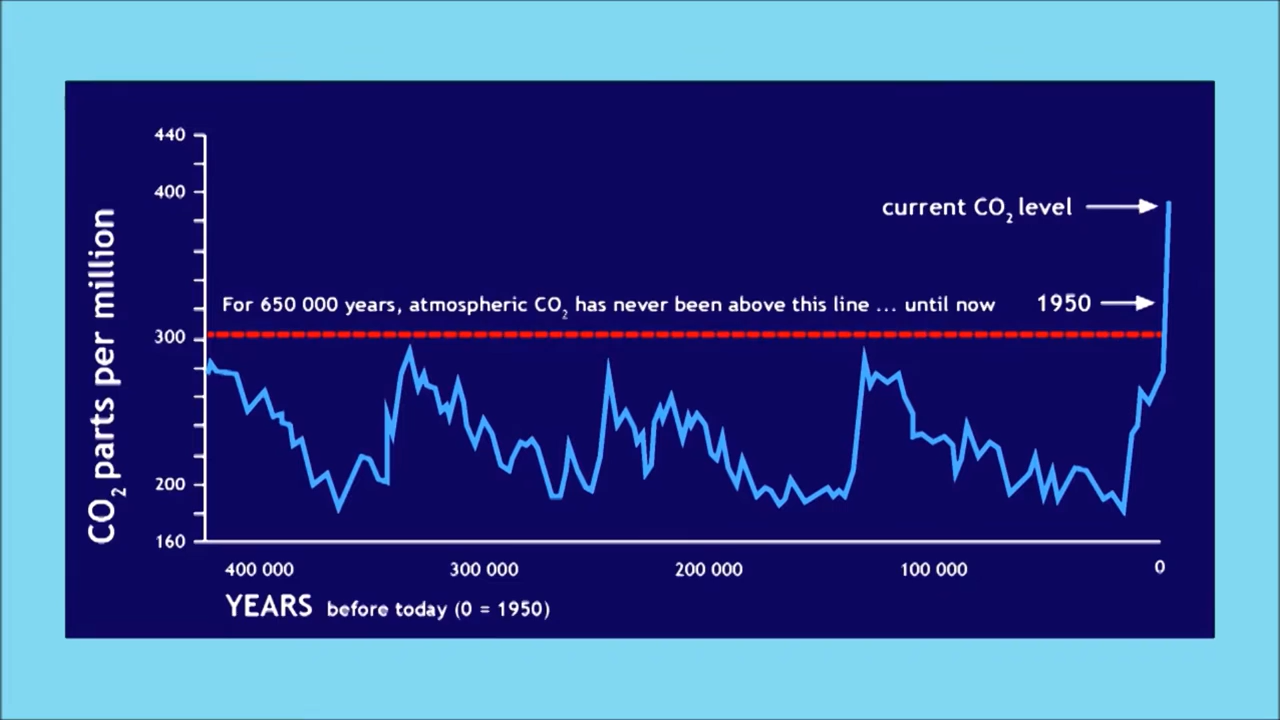 440
400
current CO₂ level
For 650 000 years, atmospheric CO₂ has never been above this line ... until now
1950
300
200
160
CO₂ parts per million
400 000
300 000
200 000
100 000
0
YEARS before today (0 = 1950)